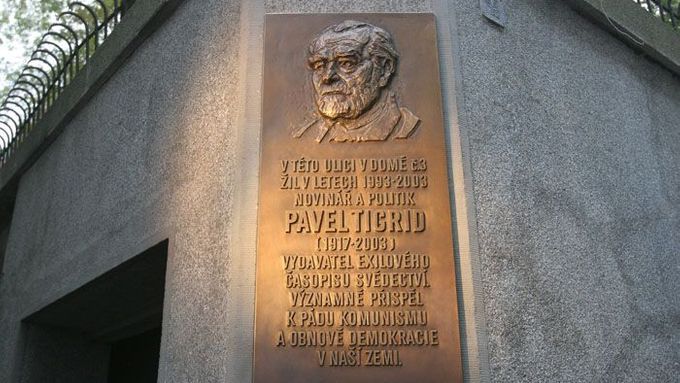 V TÉTO ULICI V DOMĚ Č.3
ŽIL V LETECH 1993-2003
NOVINÁŘ A POLITIK
PAVEL TIGRID
(1917-2003)
VYDAVATEL EXILOVÉHO
ČASOPISU SVĚDECTVÍ.
VÝZNAMNĚ PŘISPĚL
K PÁDU KOMUNISMU
A OBNOVĚ DEMOKRACIE
V NAŠÍ ZEMI.